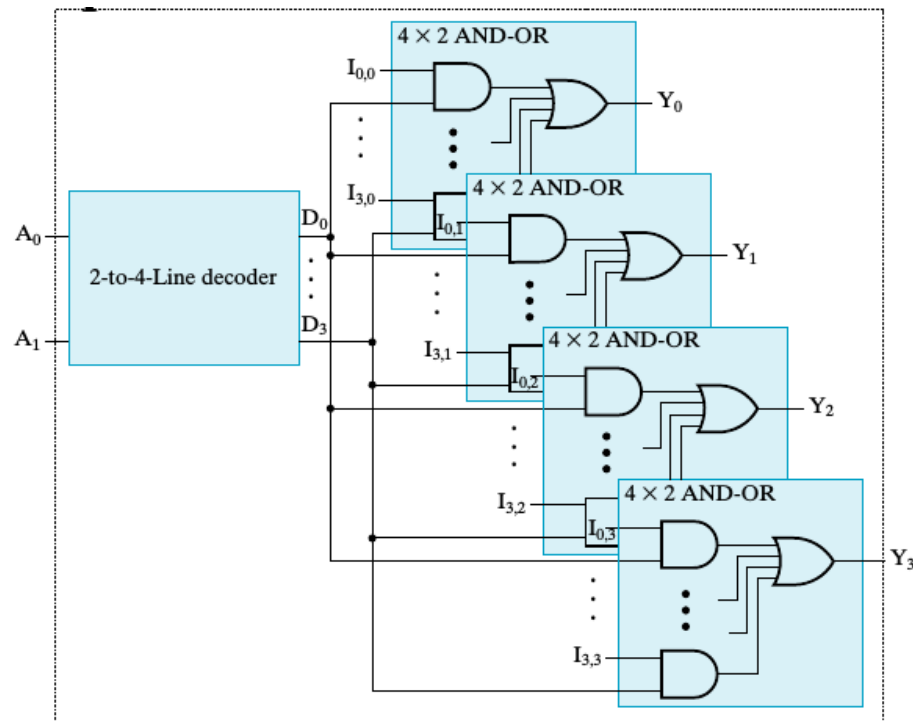 4 × 2 AND-OR
I0,0
Y0
I3,0
4 × 2 AND-OR
I0,1
Y1
A0
D0
2-to-4-Line decoder
A1
D3
I3,1
4 × 2 AND-OR
I0,2
Y2
I3,2
4 × 2 AND-OR
I0,3
Y3
I3,3